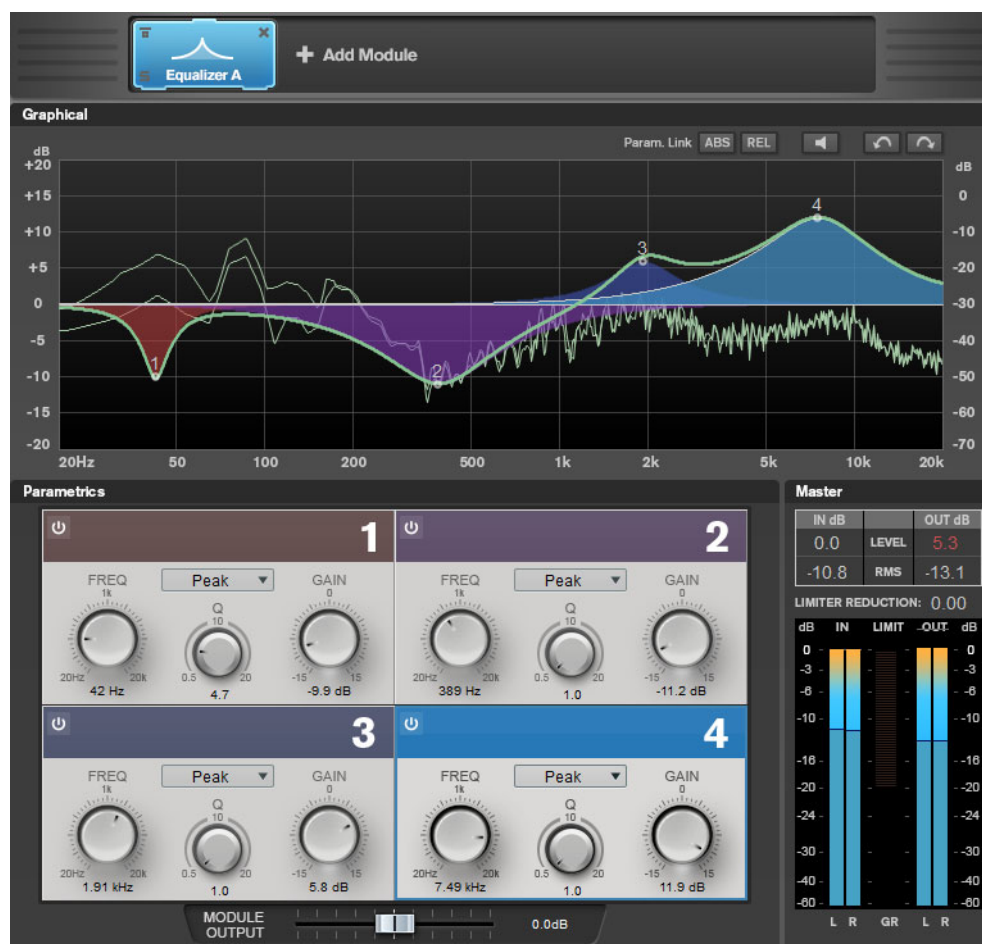 S
Equalizer A
Add Module
Graphical
Param. Link ABS REL
dB
+20
+15
+10
+5
0
-5
-10
-15
-20
dB
0
-10
-20
-30
-40
-50
-60
-70
1
2
3
4
20Hz 50 100 200 500 1k 2k 5k 10k 20k
Parametrics
1
FREQ
1k
20Hz 20k
42 Hz
Peak
Q
10
0.5 20
4.7
GAIN
0
-15 15
-9.9 dB
2
FREQ
1k
20Hz 20k
389 Hz
Peak
Q
10
0.5 20
1.0
GAIN
0
-15 15
-11.2 dB
3
FREQ
1k
20Hz 20k
1.91 kHz
Peak
Q
10
0.5 20
1.0
GAIN
0
-15 15
5.8 dB
4
FREQ
1k
20Hz 20k
7.49 kHz
Peak
Q
10
0.5 20
1.0
GAIN
0
-15 15
11.9 dB
MODULE
OUTPUT
0.0dB
Master
IN dB OUT dB
0.0 LEVEL 5.3
-10.8 RMS -13.1
LIMITER REDUCTION: 0.00
dB IN LIMIT OUT dB
0 0
-3 -3
-6 -6
-10 -10
-16 -16
-20 -20
-24 -24
-30 -30
-40 -40
-60 -60
L R GR L R